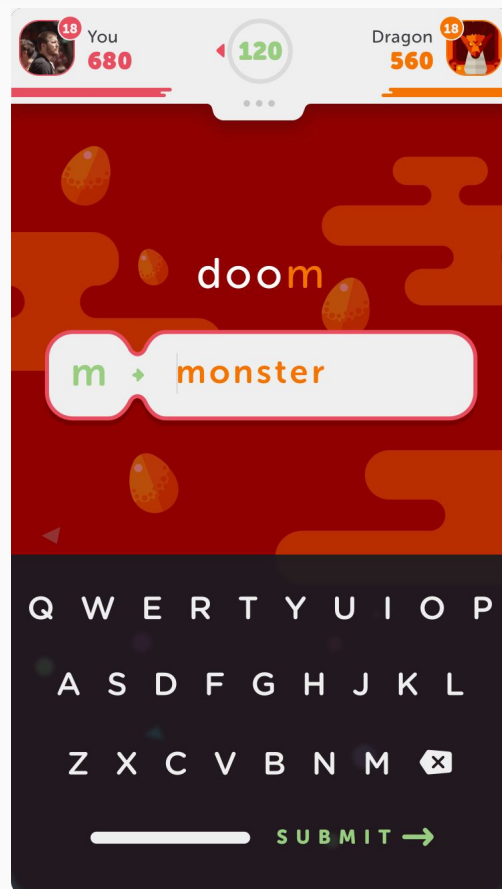 18
You
680
120
Dragon
18
560
doom
m monster
Q W E R T Y U I O P
A S D F G H J K L
Z X C V B N M
SUBMIT